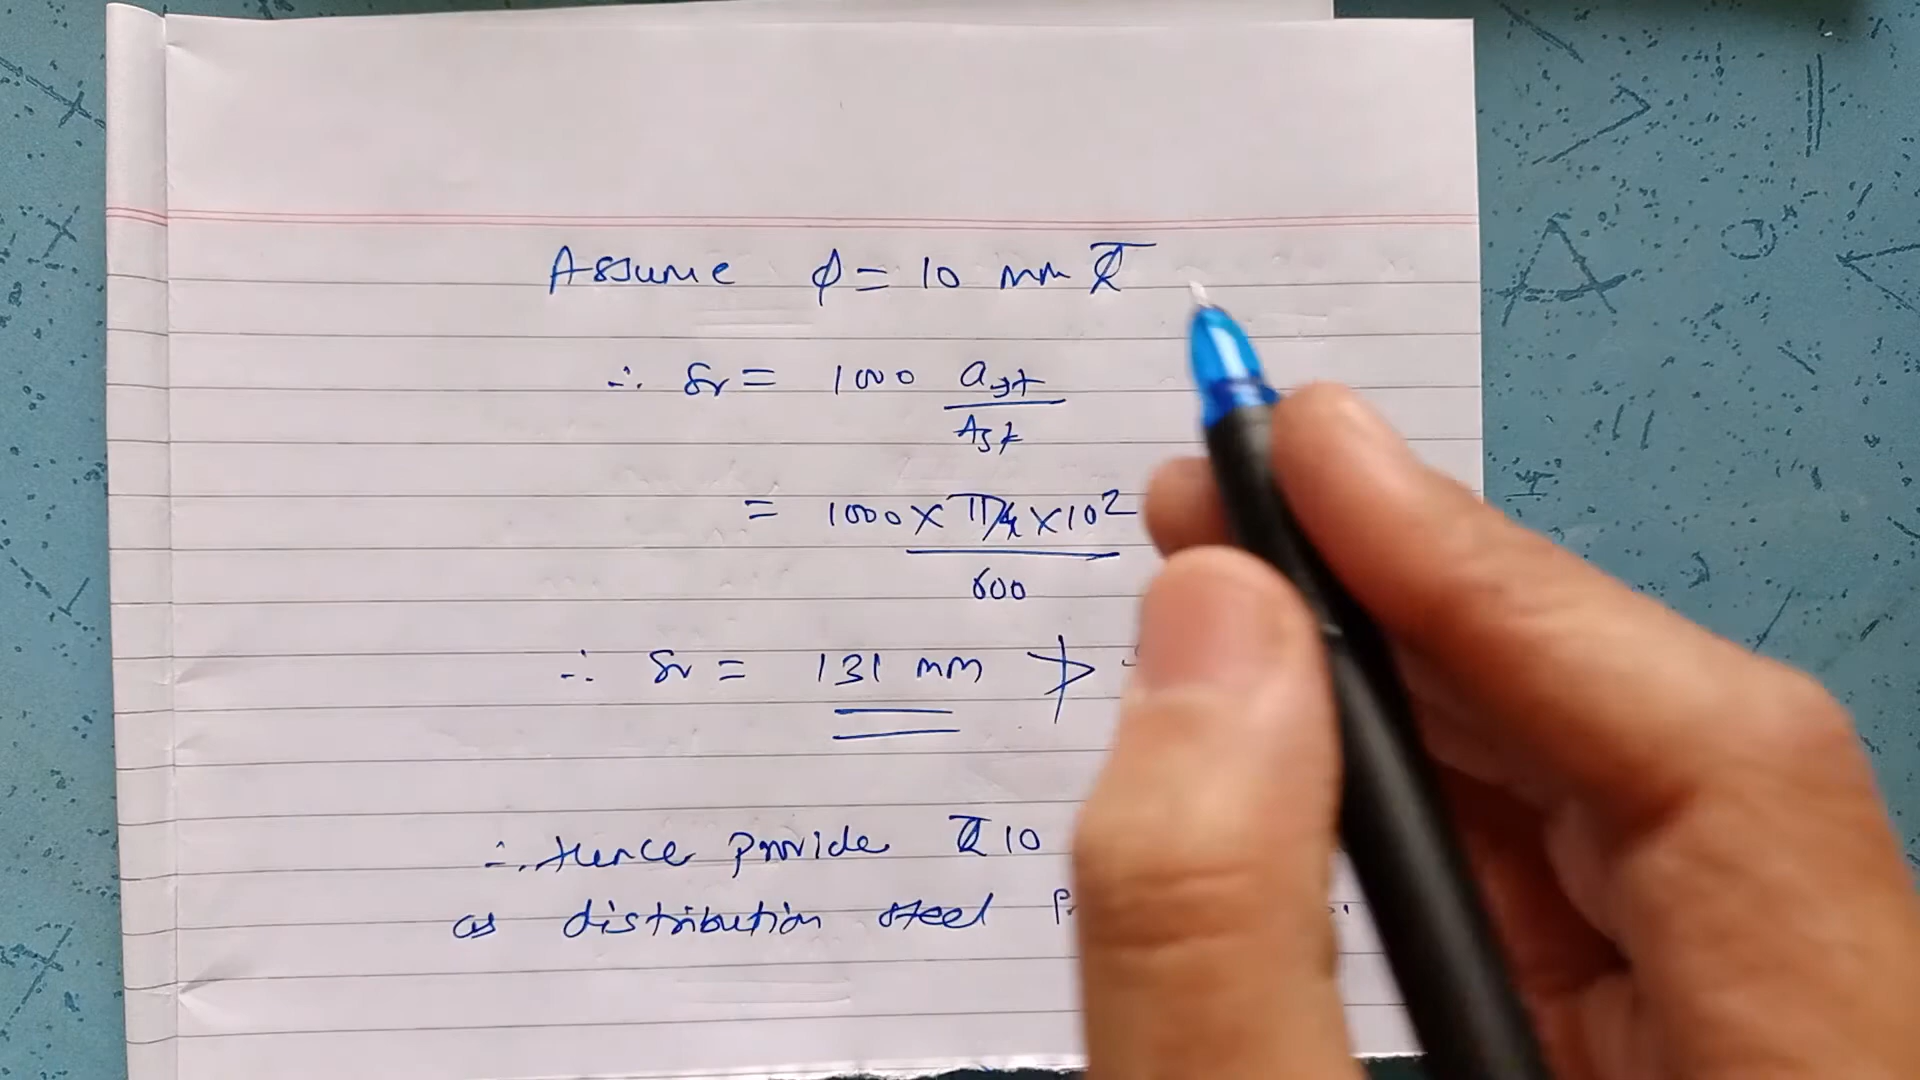 Assume ϕ = 10 mm
∴ Sv = 1000 ast / Ast
= 1000 × π/4 × 10² / 600
∴ Sv = 131 mm ≯
∴ Hence provide 10
as distribution steel